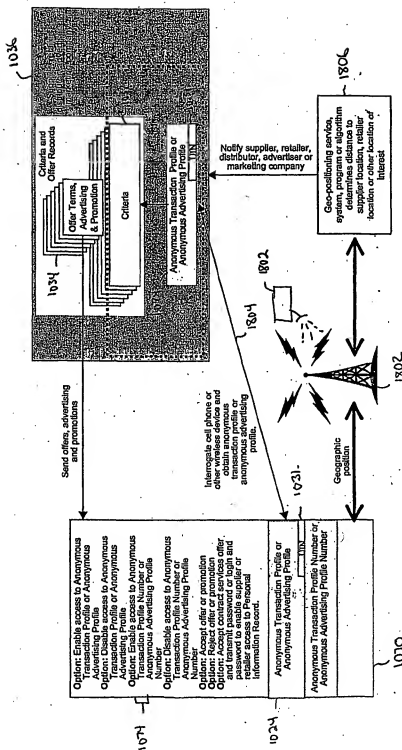 1036
Criteria and
Offer Records
Offer Terms,
Advertising
& Promotion
1034
Criteria
Anonymous Transaction Profile or
Anonymous Advertising Profile
UIN
Send offers, advertising
and promotions
Notify supplier, retailer,
distributor, advertiser or
marketing company
1804
Interrogate cell phone or
other wireless device and
obtain anonymous
transaction profile or
anonymous advertising
profile.
1802
1806
Geo-positioning service,
system, program or algorithm
determines distance to
supplier location, retailer
location or other location of
interest
1802
Geographic
position
Option: Enable access to Anonymous
Transaction Profile or Anonymous
Advertising Profile
Option: Disable access to Anonymous
Transaction Profile or Anonymous
Advertising Profile
Option: Enable access to Anonymous
Transaction Profile Number or
Anonymous Advertising Profile
Number
Option: Disable access to Anonymous
Transaction Profile Number or
Anonymous Advertising Profile
Number
Option: Accept offer or promotion
Option: Reject offer or promotion
Option: Accept contract services offer
and transmit password or login and
password to enable supplier or
retailer access to Personal
Information Record.
1074
Anonymous Transaction Profile or
Anonymous Advertising Profile
UIN
1031
1024
Anonymous Transaction Profile Number or
Anonymous Advertising Profile Number